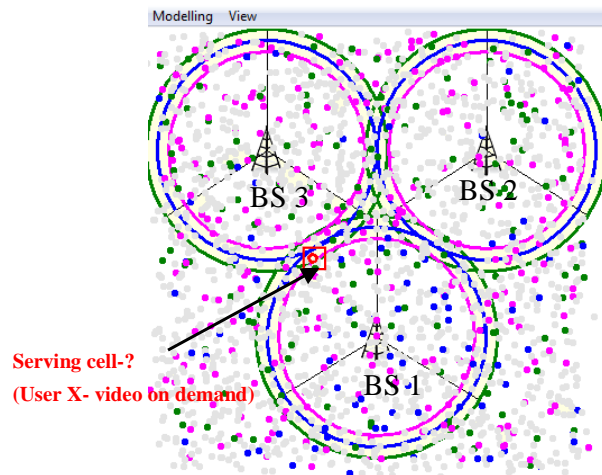 Modelling View
BS 3
BS 2
BS 1
Serving cell-?
(User X- video on demand)